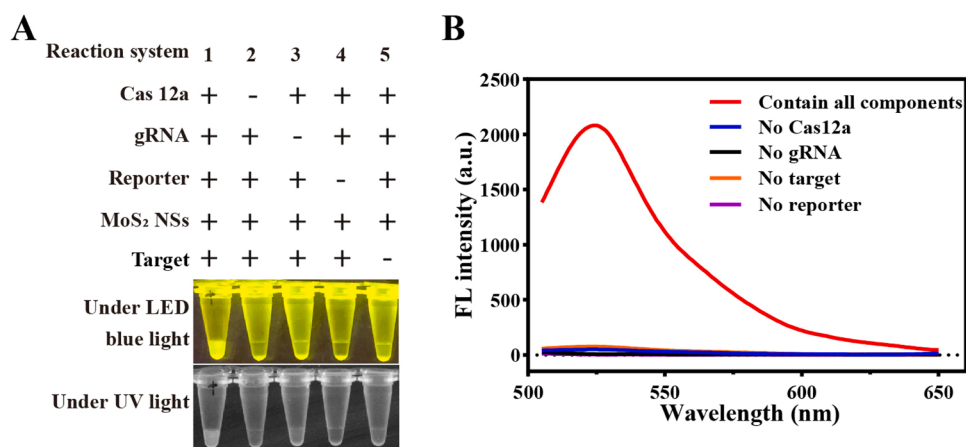 A
Reaction system 1 2 3 4 5
Cas 12a + - + + +
gRNA + + - + +
Reporter + + + - +
MoS₂ NSs + + + + +
Target + + + + -
Under LED
blue light
+
Under UV light
+
B
2500
2000
1500
1000
500
0
FL intensity (a.u.)
Contain all components
No Cas12a
No gRNA
No target
No reporter
500 550 600 650
Wavelength (nm)